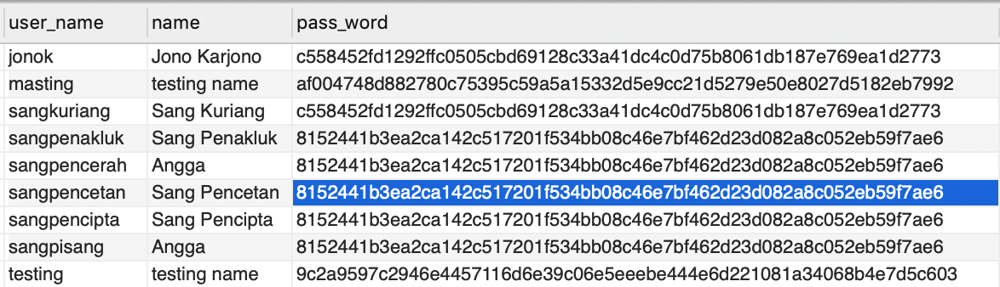 user_name name pass_word
jonok Jono Karjono c558452fd1292ffc0505cbd69128c33a41dc4c0d75b8061db187e769ea1d2773
masting testing name af004748d882780c75395c59a5a15332d5e9cc21d5279e50e8027d5182eb7992
sangkuriang Sang Kuriang c558452fd1292ffc0505cbd69128c33a41dc4c0d75b8061db187e769ea1d2773
sangpenakluk Sang Penakluk 8152441b3ea2ca142c517201f534bb08c46e7bf462d23d082a8c052eb59f7ae6
sangpencerah Angga 8152441b3ea2ca142c517201f534bb08c46e7bf462d23d082a8c052eb59f7ae6
sangpencetan Sang Pencetan 8152441b3ea2ca142c517201f534bb08c46e7bf462d23d082a8c052eb59f7ae6
sangpencipta Sang Pencipta 8152441b3ea2ca142c517201f534bb08c46e7bf462d23d082a8c052eb59f7ae6
sangpisang Angga 8152441b3ea2ca142c517201f534bb08c46e7bf462d23d082a8c052eb59f7ae6
testing testing name 9c2a9597c2946e4457116d6e39c06e5eeebe444e6d221081a34068b4e7d5c603